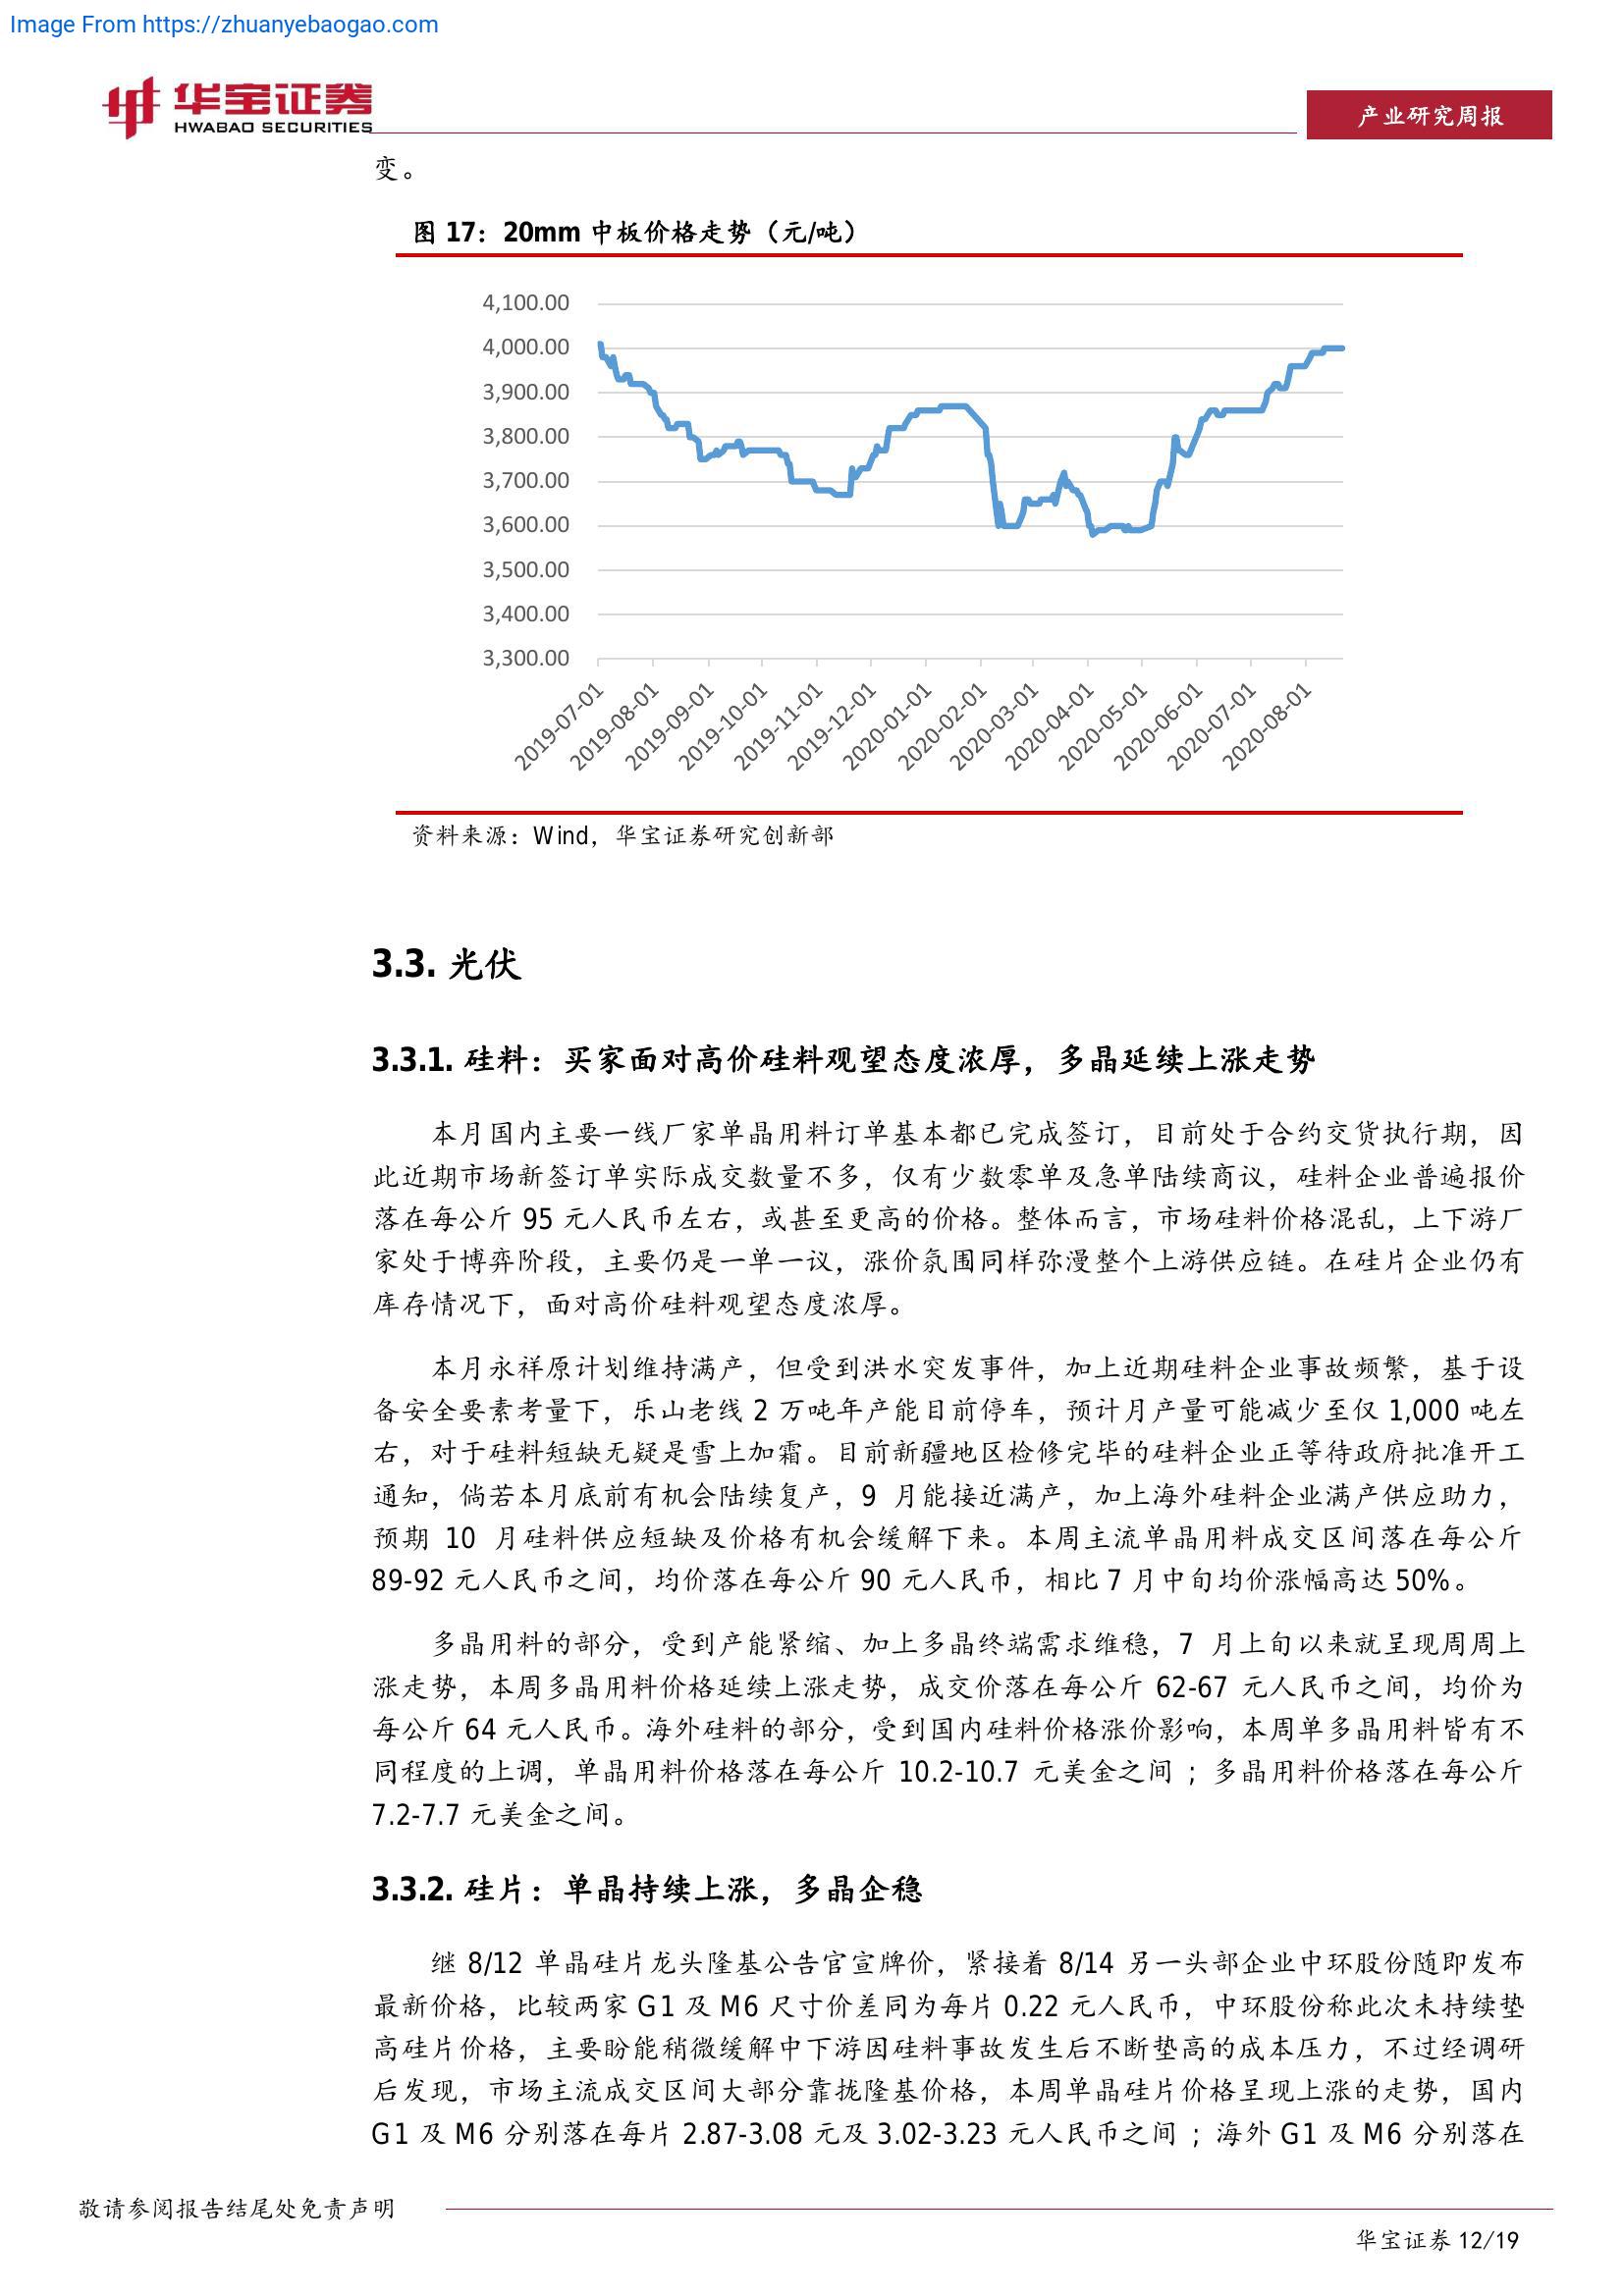 Image From https://zhuanyebaogao.com
华宝证券
HWABAO SECURITIES
产业研究周报
变。
图 17：20mm 中板价格走势（元/吨）
4,100.00
4,000.00
3,900.00
3,800.00
3,700.00
3,600.00
3,500.00
3,400.00
3,300.00
2019-07-01
2019-08-01
2019-09-01
2019-10-01
2019-11-01
2019-12-01
2020-01-01
2020-02-01
2020-03-01
2020-04-01
2020-05-01
2020-06-01
2020-07-01
2020-08-01
资料来源：Wind，华宝证券研究创新部
3.3. 光伏
3.3.1. 硅料：买家面对高价硅料观望态度浓厚，多晶延续上涨走势
本月国内主要一线厂家单晶用料订单基本都已完成签订，目前处于合约交货执行期，因
此近期市场新签订单实际成交数量不多，仅有少数零单及急单陆续商议，硅料企业普遍报价
落在每公斤 95 元人民币左右，或甚至更高的价格。整体而言，市场硅料价格混乱，上下游厂
家处于博弈阶段，主要仍是一单一议，涨价氛围同样弥漫整个上游供应链。在硅片企业仍有
库存情况下，面对高价硅料观望态度浓厚。
本月永祥原计划维持满产，但受到洪水突发事件，加上近期硅料企业事故频繁，基于设
备安全要素考量下，乐山老线 2 万吨年产能目前停车，预计月产量可能减少至仅 1,000 吨左
右，对于硅料短缺无疑是雪上加霜。目前新疆地区检修完毕的硅料企业正等待政府批准开工
通知，倘若本月底前有机会陆续复产，9 月能接近满产，加上海外硅料企业满产供应助力，
预期 10 月硅料供应短缺及价格有机会缓解下来。本周主流单晶用料成交区间落在每公斤
89-92 元人民币之间，均价落在每公斤 90 元人民币，相比 7 月中旬均价涨幅高达 50%。
多晶用料的部分，受到产能紧缩、加上多晶终端需求维稳，7 月上旬以来就呈现周周上
涨走势，本周多晶用料价格延续上涨走势，成交价落在每公斤 62-67 元人民币之间，均价为
每公斤 64 元人民币。海外硅料的部分，受到国内硅料价格涨价影响，本周单多晶用料皆有不
同程度的上调，单晶用料价格落在每公斤 10.2-10.7 元美金之间；多晶用料价格落在每公斤
7.2-7.7 元美金之间。
3.3.2. 硅片：单晶持续上涨，多晶企稳
继 8/12 单晶硅片龙头隆基公告官宣牌价，紧接着 8/14 另一头部企业中环股份随即发布
最新价格，比较两家 G1 及 M6 尺寸价差同为每片 0.22 元人民币，中环股份称此次未持续垫
高硅片价格，主要盼能稍微缓解中下游因硅料事故发生后不断垫高的成本压力，不过经调研
后发现，市场主流成交区间大部分靠拢隆基价格，本周单晶硅片价格呈现上涨的走势，国内
G1 及 M6 分别落在每片 2.87-3.08 元及 3.02-3.23 元人民币之间；海外 G1 及 M6 分别落在
敬请参阅报告结尾处免责声明
华宝证券 12/19